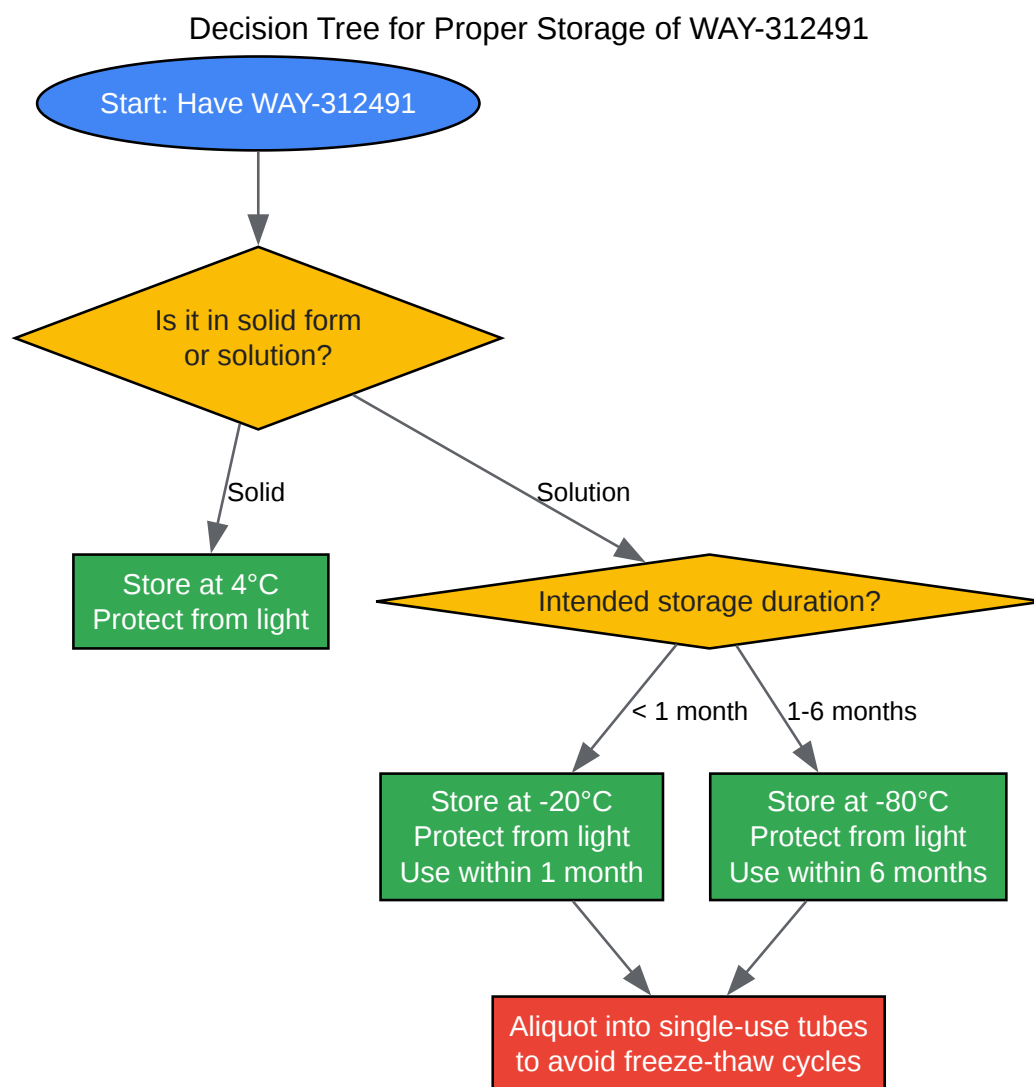 Decision Tree for Proper Storage of WAY-312491
Start: Have WAY-312491
Is it in solid form
or solution?
Solid
Solution
Store at 4°C
Protect from light
Intended storage duration?
< 1 month
1-6 months
Store at -20°C
Protect from light
Use within 1 month
Store at -80°C
Protect from light
Use within 6 months
Aliquot into single-use tubes
to avoid freeze-thaw cycles